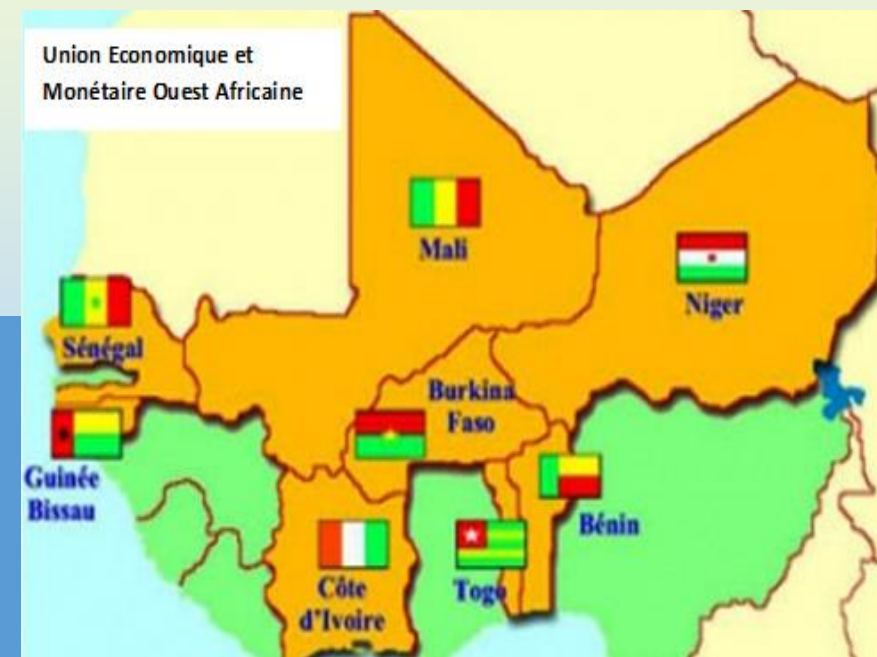 Union Economique et
Monétaire Ouest Africaine
Mali
Niger
Sénégal
Burkina
Faso
Guinée
Bissau
Bénin
Côte
d'Ivoire
Togo